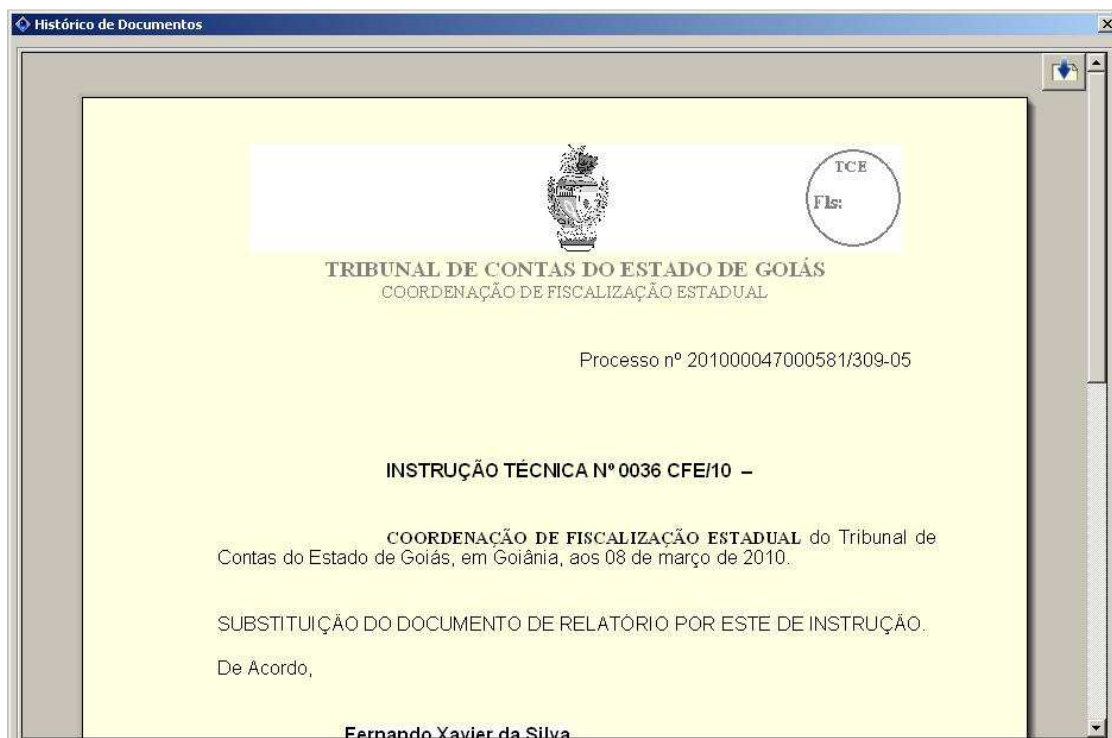 Histórico de Documentos
TCE
Fls:
TRIBUNAL DE CONTAS DO ESTADO DE GOIÁS
COORDENAÇÃO DE FISCALIZAÇÃO ESTADUAL
Processo nº 201000047000581/309-05
INSTRUÇÃO TÉCNICA Nº 0036 CFE/10 –
COORDENAÇÃO DE FISCALIZAÇÃO ESTADUAL do Tribunal de
Contas do Estado de Goiás, em Goiânia, aos 08 de março de 2010.
SUBSTITUIÇÃO DO DOCUMENTO DE RELATÓRIO POR ESTE DE INSTRUÇÃO.
De Acordo,
Fernando Xavier da Silva